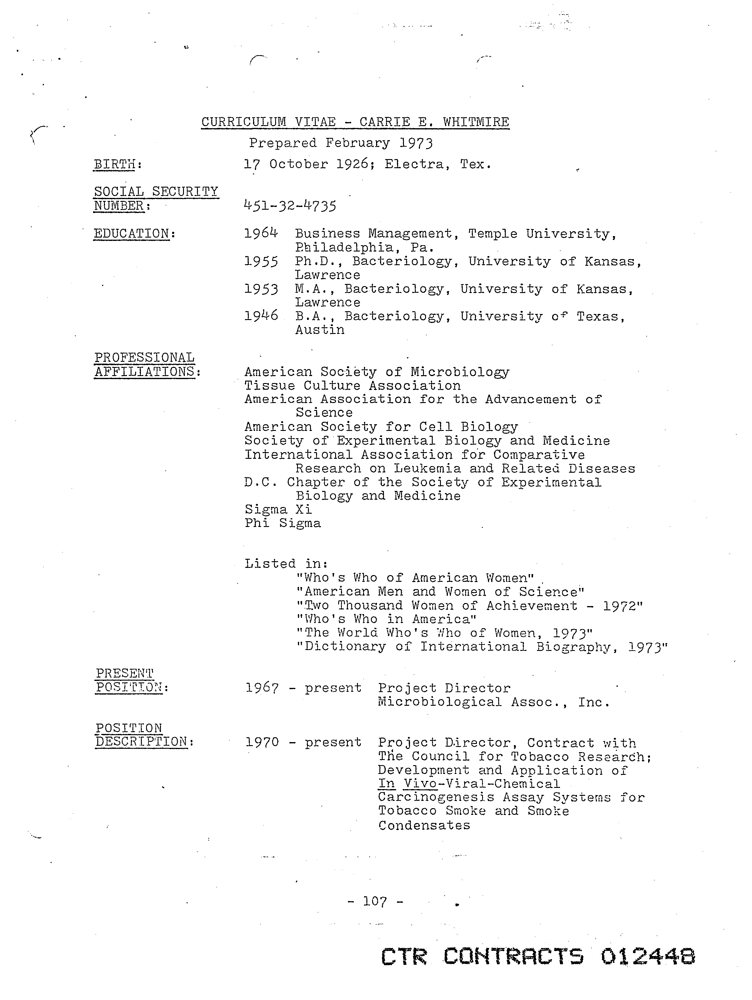 CURRICULUM VITAE - CARRIE E. WHITMIRE
Prepared February 1973
BIRTH: 17 October 1926; Electra, Tex.
SOCIAL SECURITY
NUMBER: 451-32-4735
EDUCATION: 1964 Business Management, Temple University,
Philadelphia, Pa.
1955 Ph.D., Bacteriology, University of Kansas,
Lawrence
1953 M.A., Bacteriology, University of Kansas,
Lawrence
1946 B.A., Bacteriology, University of Texas,
Austin
PROFESSIONAL
AFFILIATIONS: American Society of Microbiology
Tissue Culture Association
American Association for the Advancement of
Science
American Society for Cell Biology
Society of Experimental Biology and Medicine
International Association for Comparative
Research on Leukemia and Related Diseases
D.C. Chapter of the Society of Experimental
Biology and Medicine
Sigma Xi
Phi Sigma
Listed in:
"Who's Who of American Women"
"American Men and Women of Science"
"Two Thousand Women of Achievement - 1972"
"Who's Who in America"
"The World Who's Who of Women, 1973"
"Dictionary of International Biography, 1973"
PRESENT
POSITION: 1967 - present Project Director
Microbiological Assoc., Inc.
POSITION
DESCRIPTION: 1970 - present Project Director, Contract with
The Council for Tobacco Research;
Development and Application of
In Vivo-Viral-Chemical
Carcinogenesis Assay Systems for
Tobacco Smoke and Smoke
Condensates
- 107 -
CTR CONTRACTS 012448